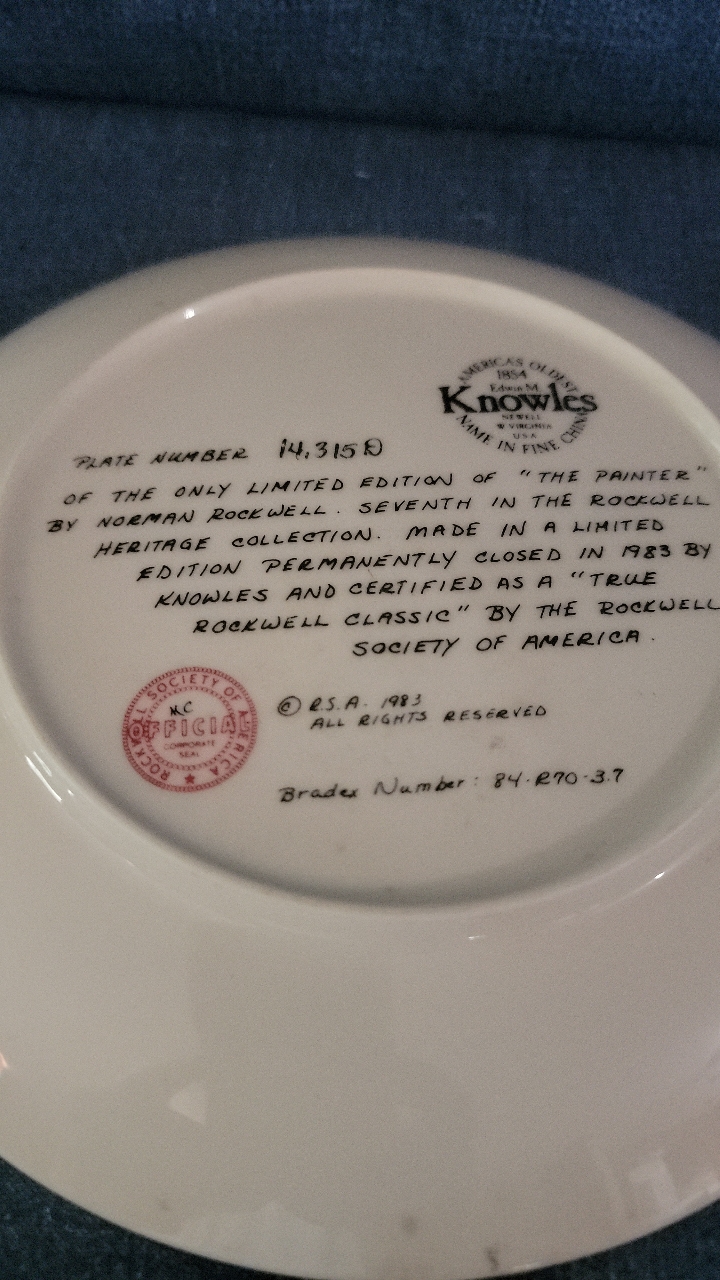 AMERICA'S OLDEST
1854
Edwin M.
Knowles
NEWELL
W VIRGINIA
USA
NAME IN FINE CHINA
PLATE NUMBER 14,315D
OF THE ONLY LIMITED EDITION OF "THE PAINTER"
BY NORMAN ROCKWELL. SEVENTH IN THE ROCKWELL
HERITAGE COLLECTION. MADE IN A LIMITED
EDITION PERMANENTLY CLOSED IN 1983 BY
KNOWLES AND CERTIFIED AS A "TRUE
ROCKWELL CLASSIC" BY THE ROCKWELL
SOCIETY OF AMERICA.
ROCKWELL SOCIETY OF AMERICA
MC
OFFICIAL
CORPORATE
SEAL
© R.S.A. 1983
ALL RIGHTS RESERVED
Bradex Number: 84-R70-3.7